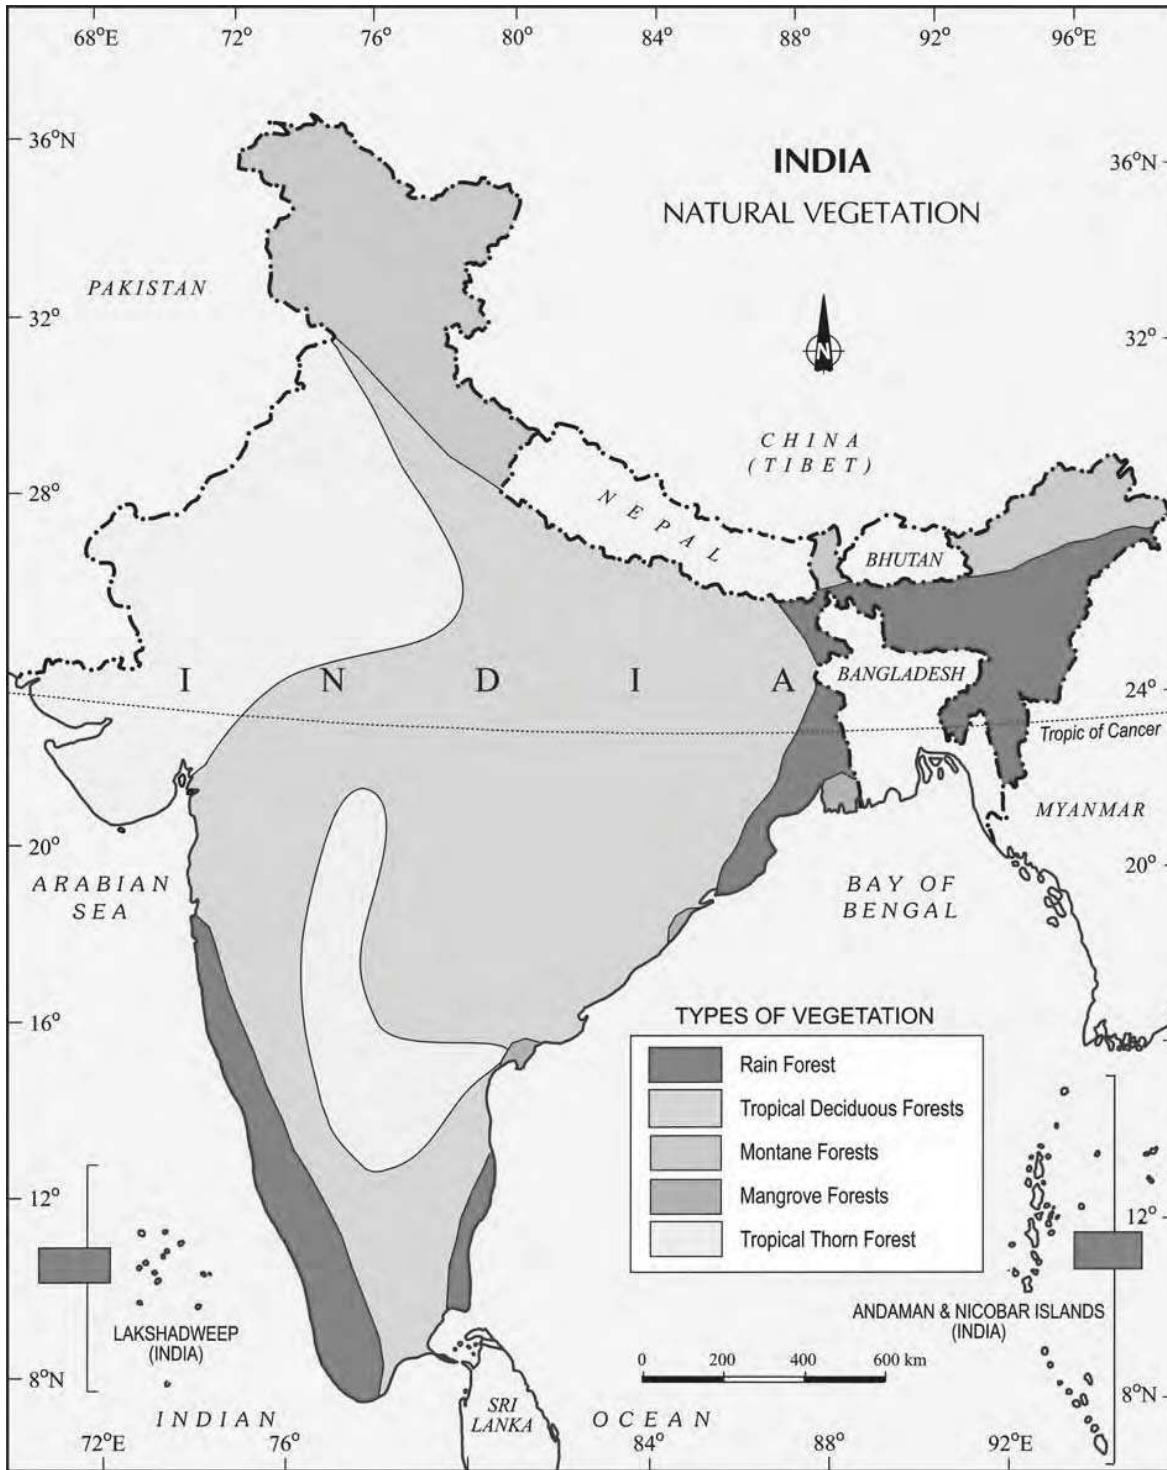 68°E 72° 76° 80° 84° 88° 92° 96°E
36°N
INDIA
36°N
NATURAL VEGETATION
PAKISTAN
32°
32°
N
CHINA
(TIBET)
28°
28°
NEPAL
BHUTAN
INDIA
BANGLADESH
24°
Tropic of Cancer
MYANMAR
20°
20°
ARABIAN
SEA
BAY OF
BENGAL
16°
TYPES OF VEGETATION
Rain Forest
Tropical Deciduous Forests
Montane Forests
Mangrove Forests
Tropical Thorn Forest
12°
12°
LAKSHADWEEP
(INDIA)
ANDAMAN & NICOBAR ISLANDS
(INDIA)
0 200 400 600 km
8°N
8°N
SRI
LANKA
INDIAN OCEAN
72°E 76° 84° 88° 92°E